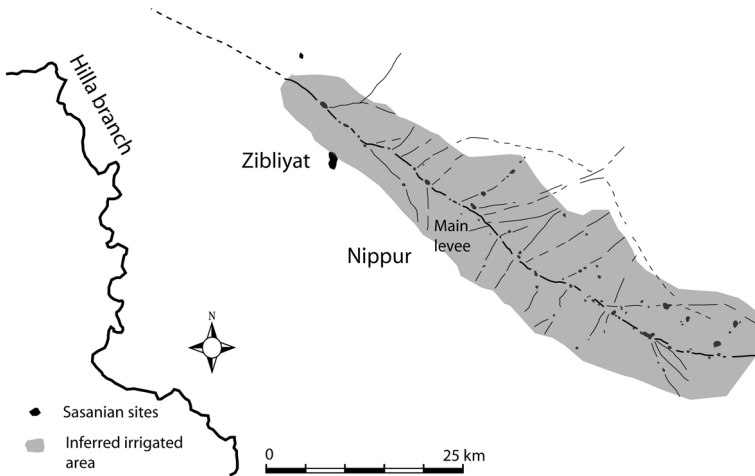 Hilla branch
Zibliyat
Main
levee
Nippur
N
Sasanian sites
Inferred irrigated
area
0 25 km